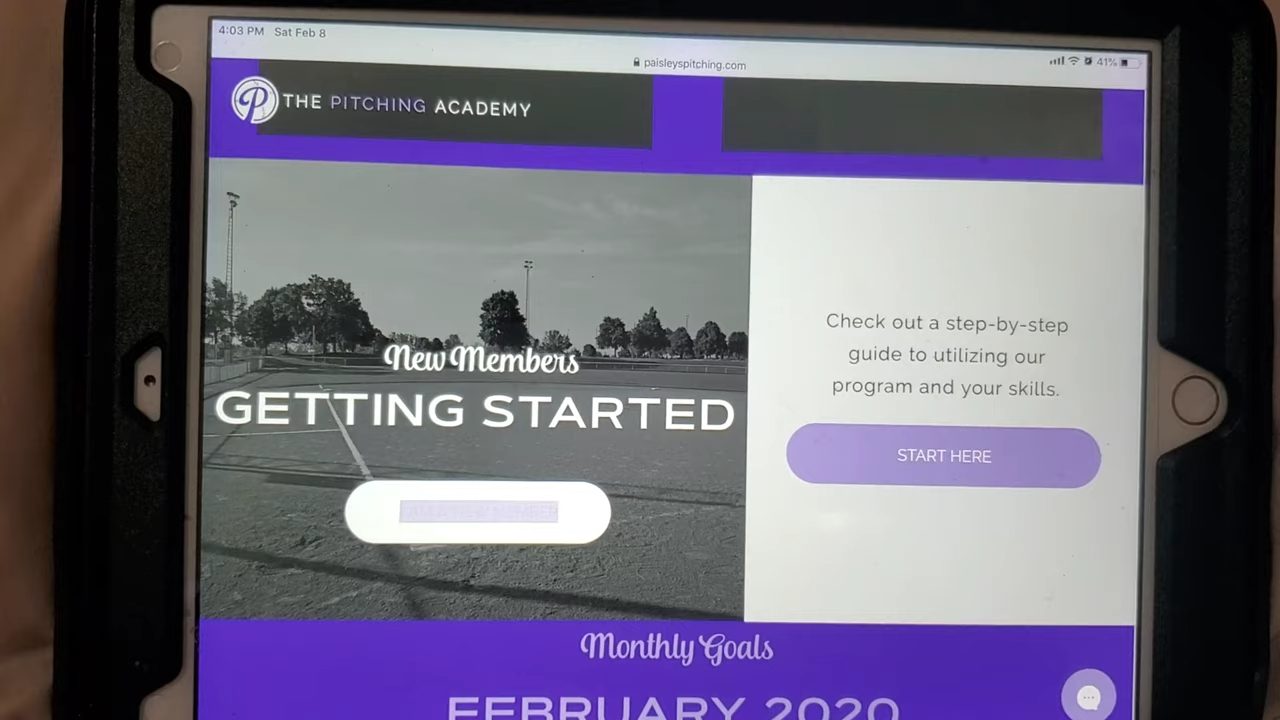 4:03 PM Sat Feb 8
paisleyspitching.com
41%
P THE PITCHING ACADEMY
New Members
GETTING STARTED
Check out a step-by-step
guide to utilizing our
program and your skills.
START HERE
Monthly Goals
FEBRUARY 2020